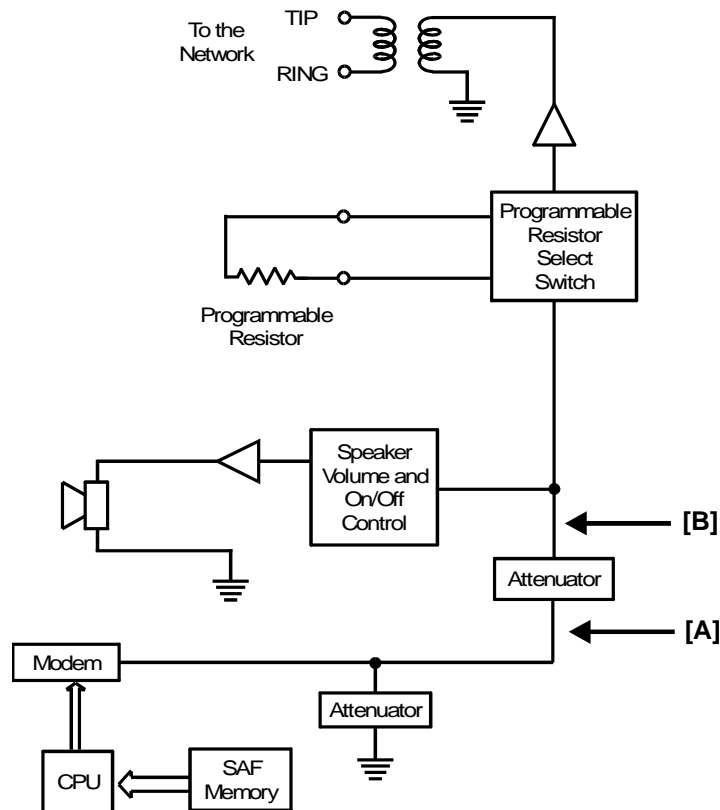 To the
Network
TIP
RING
Programmable
Resistor
Select
Switch
Programmable
Resistor
Speaker
Volume and
On/Off
Control
[B]
Attenuator
[A]
Modem
Attenuator
CPU
SAF
Memory